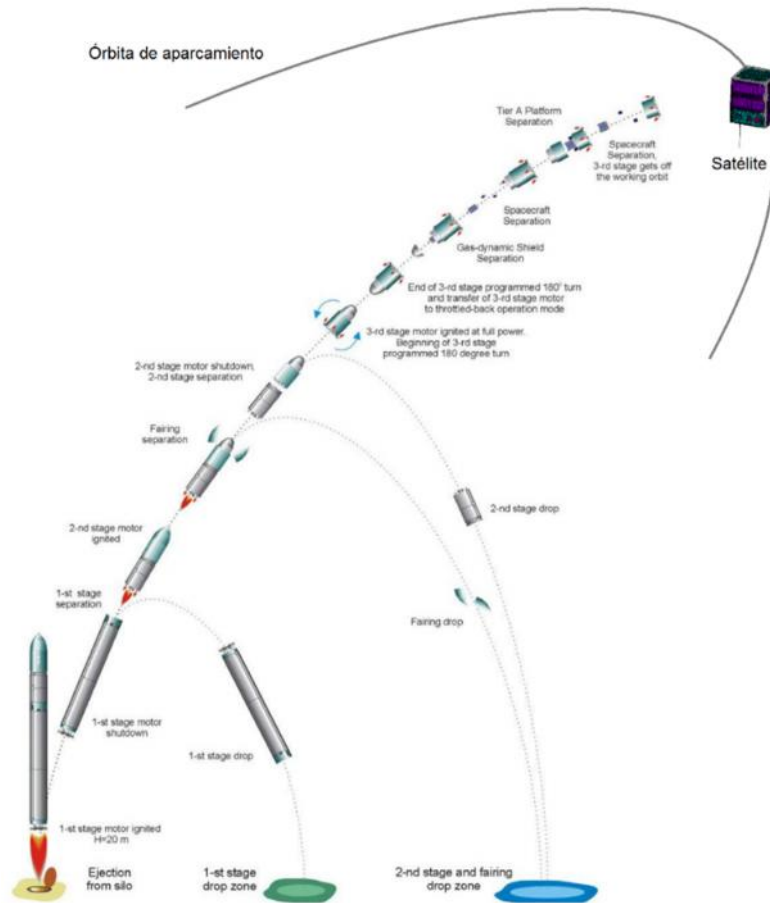 Órbita de aparcamiento
Tier A Platform
Separation
Spacecraft
Separation,
3-rd stage gets off
the working orbit
Satélite
Spacecraft
Separation
Gas-dynamic Shield
Separation
End of 3-rd stage programmed 180° turn
and transfer of 3-rd stage motor
to throttled-back operation mode
3-rd stage motor ignited at full power.
Beginning of 3-rd stage
programmed 180 degree turn
2-nd stage motor shutdown,
2-nd stage separation
Fairing
separation
2-nd stage drop
2-nd stage motor
ignited
1-st stage
separation
Fairing drop
1-st stage motor
shutdown
1-st stage drop
1-st stage motor ignited
H=20 m
Ejection
from silo
1-st stage
drop zone
2-nd stage and fairing
drop zone